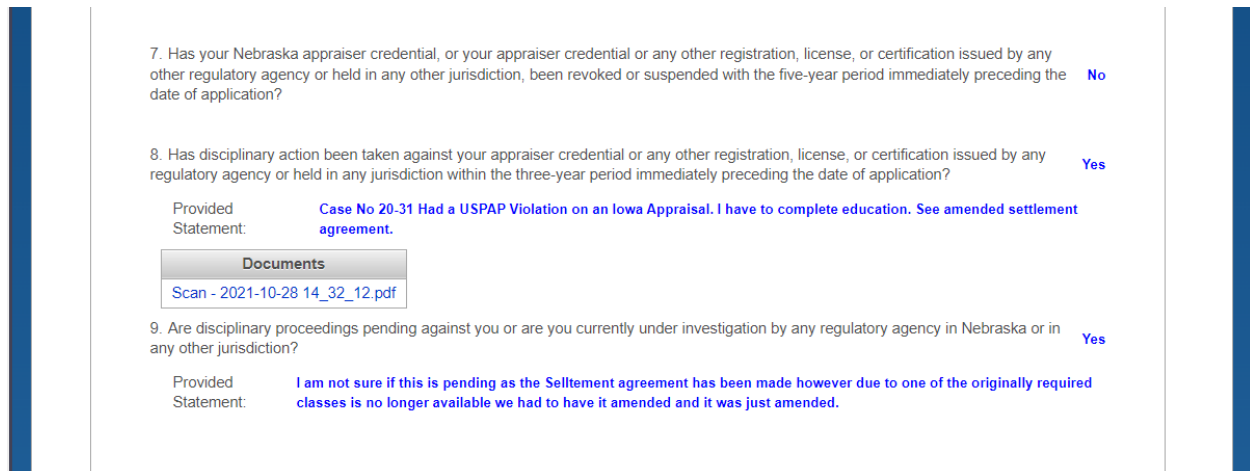 7. Has your Nebraska appraiser credential, or your appraiser credential or any other registration, license, or certification issued by any
other regulatory agency or held in any other jurisdiction, been revoked or suspended with the five-year period immediately preceding the
date of application?
No
8. Has disciplinary action been taken against your appraiser credential or any other registration, license, or certification issued by any
regulatory agency or held in any jurisdiction within the three-year period immediately preceding the date of application?
Yes
Provided
Statement:
Case No 20-31 Had a USPAP Violation on an Iowa Appraisal. I have to complete education. See amended settlement
agreement.
Documents
Scan - 2021-10-28 14_32_12.pdf
9. Are disciplinary proceedings pending against you or are you currently under investigation by any regulatory agency in Nebraska or in
any other jurisdiction?
Yes
Provided
Statement:
I am not sure if this is pending as the Selltement agreement has been made however due to one of the originally required
classes is no longer available we had to have it amended and it was just amended.